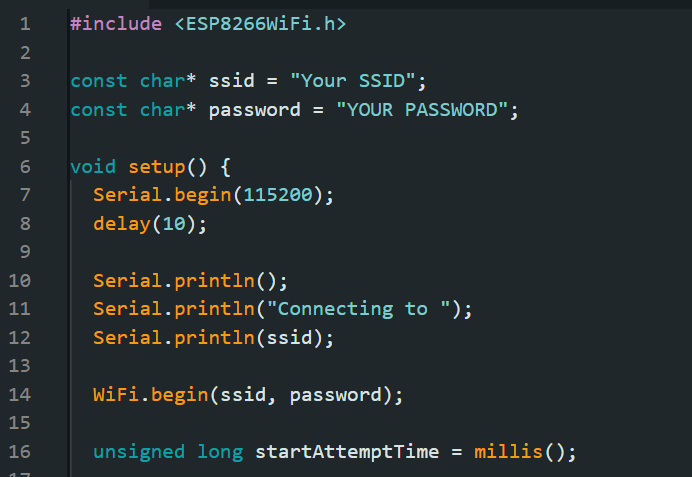 1 #include <ESP8266WiFi.h>
2
3 const char* ssid = "Your SSID";
4 const char* password = "YOUR PASSWORD";
5
6 void setup() {
7 Serial.begin(115200);
8 delay(10);
9
10 Serial.println();
11 Serial.println("Connecting to ");
12 Serial.println(ssid);
13
14 WiFi.begin(ssid, password);
15
16 unsigned long startAttemptTime = millis();